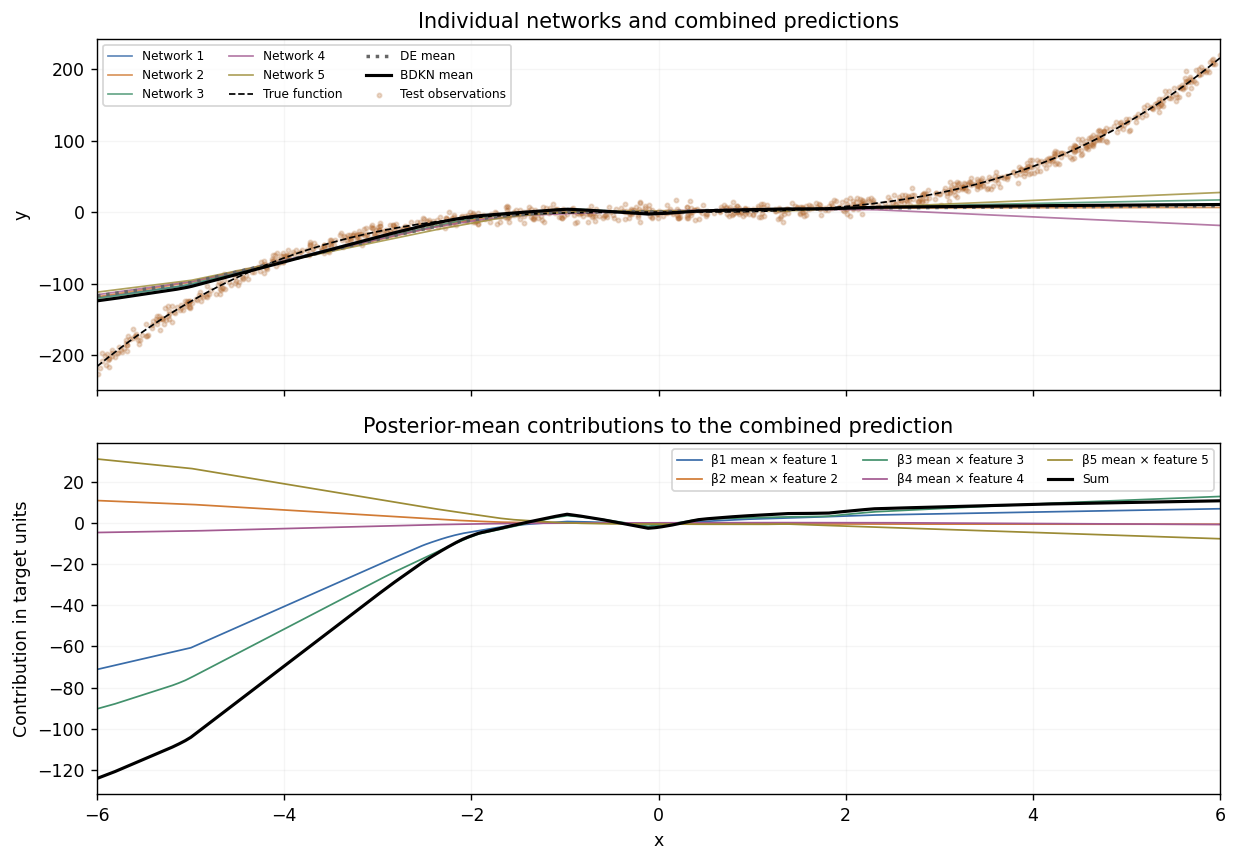 Individual networks and combined predictions
Network 1 Network 4 DE mean
Network 2 Network 5 BDKN mean
Network 3 True function Test observations
200
100
0
−100
−200
y
Posterior-mean contributions to the combined prediction
β1 mean × feature 1 β3 mean × feature 3 β5 mean × feature 5
β2 mean × feature 2 β4 mean × feature 4 Sum
20
0
−20
−40
−60
−80
−100
−120
Contribution in target units
−6 −4 −2 0 2 4 6
x